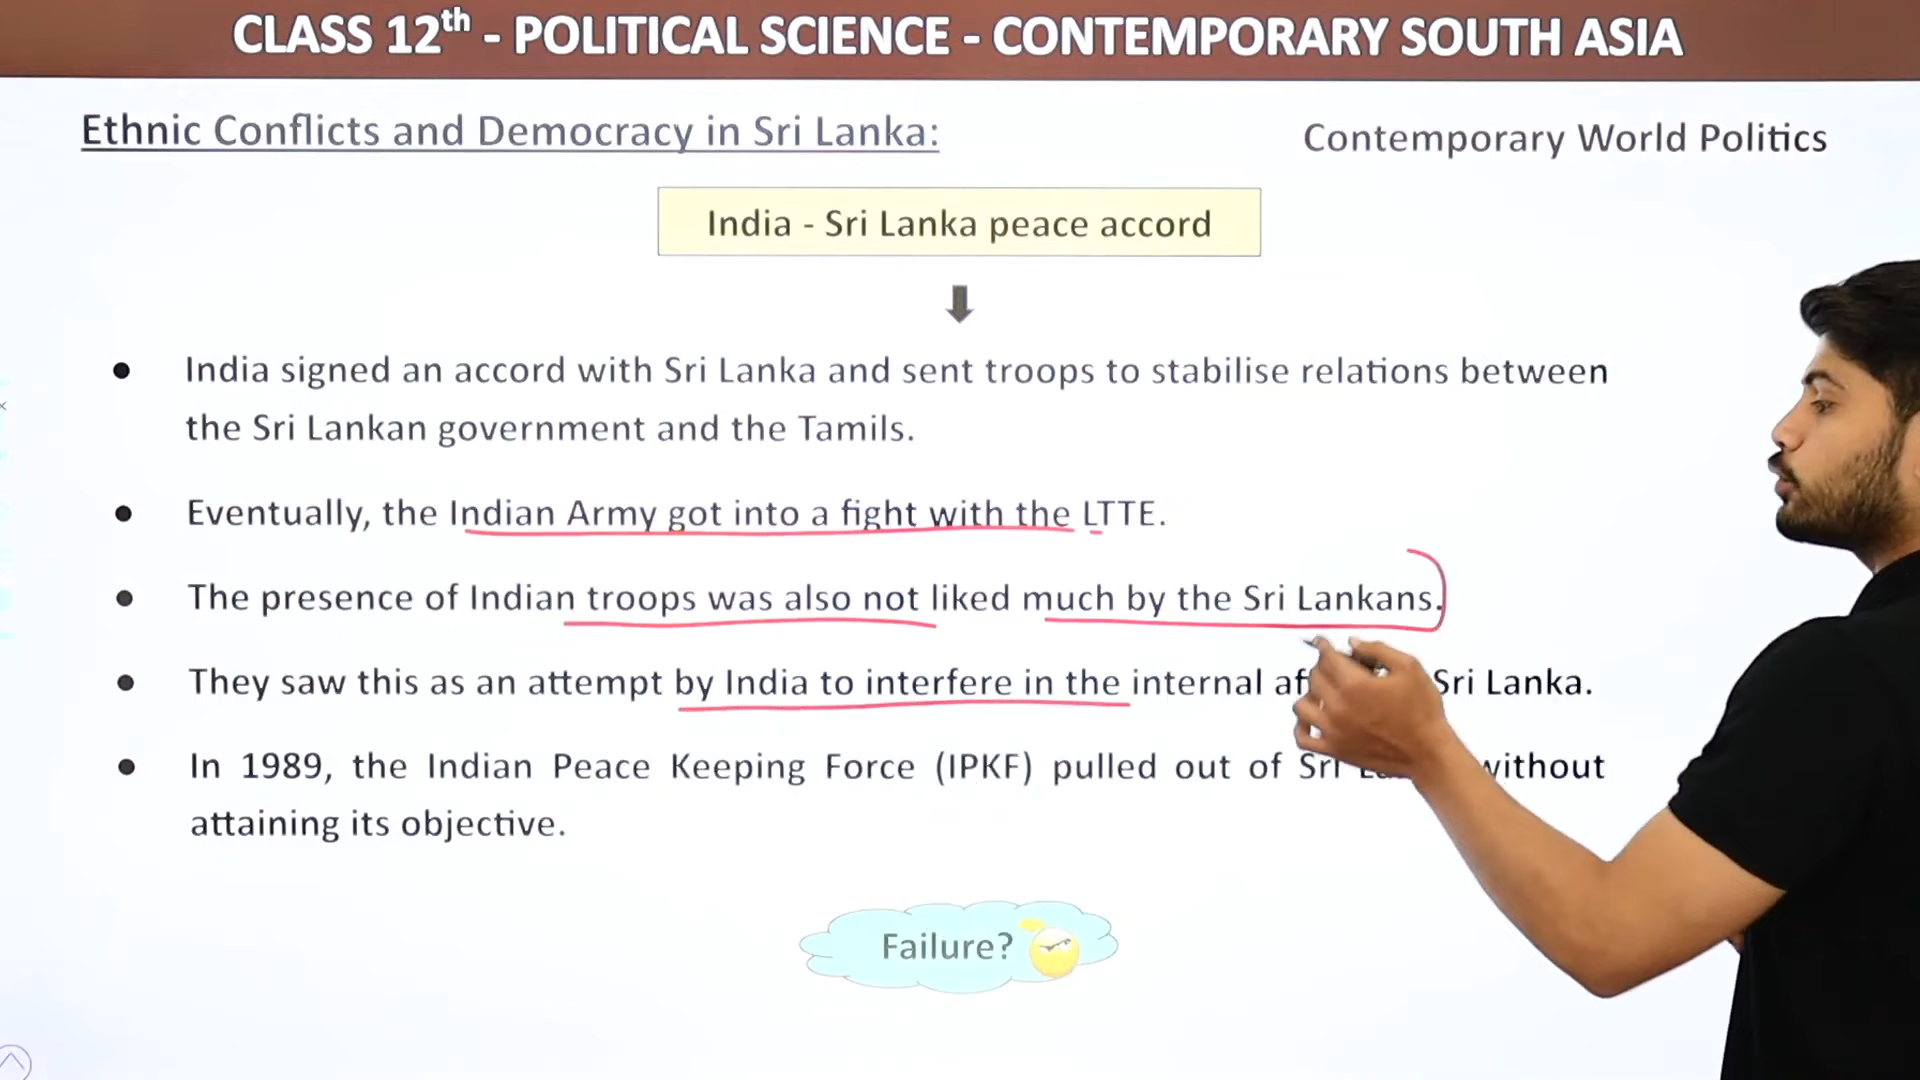 CLASS 12th - POLITICAL SCIENCE - CONTEMPORARY SOUTH ASIA
Ethnic Conflicts and Democracy in Sri Lanka:
Contemporary World Politics
India - Sri Lanka peace accord
• India signed an accord with Sri Lanka and sent troops to stabilise relations between
the Sri Lankan government and the Tamils.
• Eventually, the Indian Army got into a fight with the LTTE.
• The presence of Indian troops was also not liked much by the Sri Lankans.
• They saw this as an attempt by India to interfere in the internal Sri Lanka.
• In 1989, the Indian Peace Keeping Force (IPKF) pulled out of Sri without
attaining its objective.
Failure?